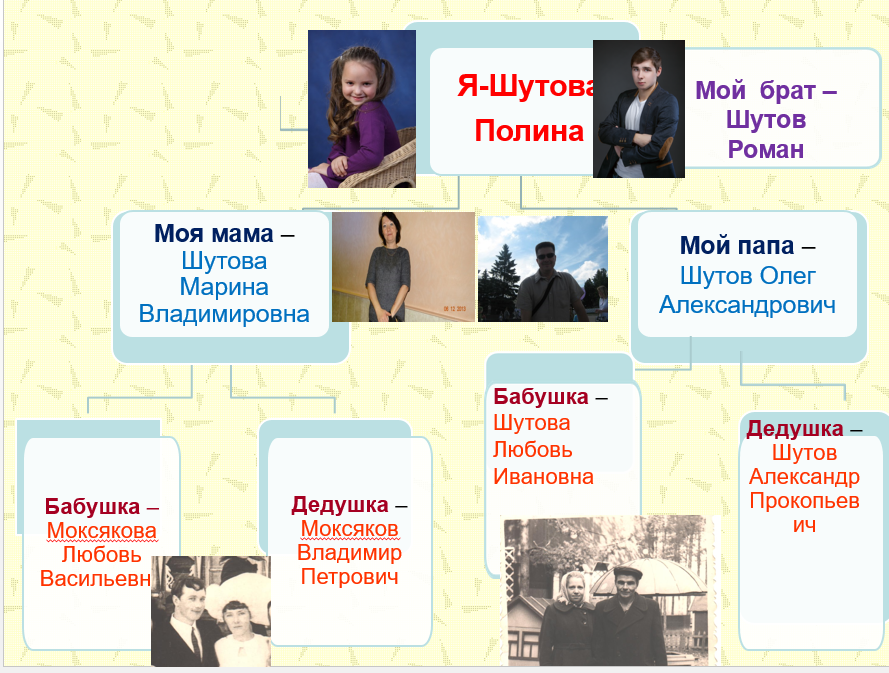 Я-Шутова
Полина
Мой брат –
Шутов
Роман
Моя мама –
Шутова
Марина
Владимировна
Мой папа –
Шутов Олег
Александрович
Бабушка –
Моксякова
Любовь
Васильевн
Дедушка –
Моксяков
Владимир
Петрович
Бабушка –
Шутова
Любовь
Ивановна
Дедушка –
Шутов
Александр
Прокопьев
ич